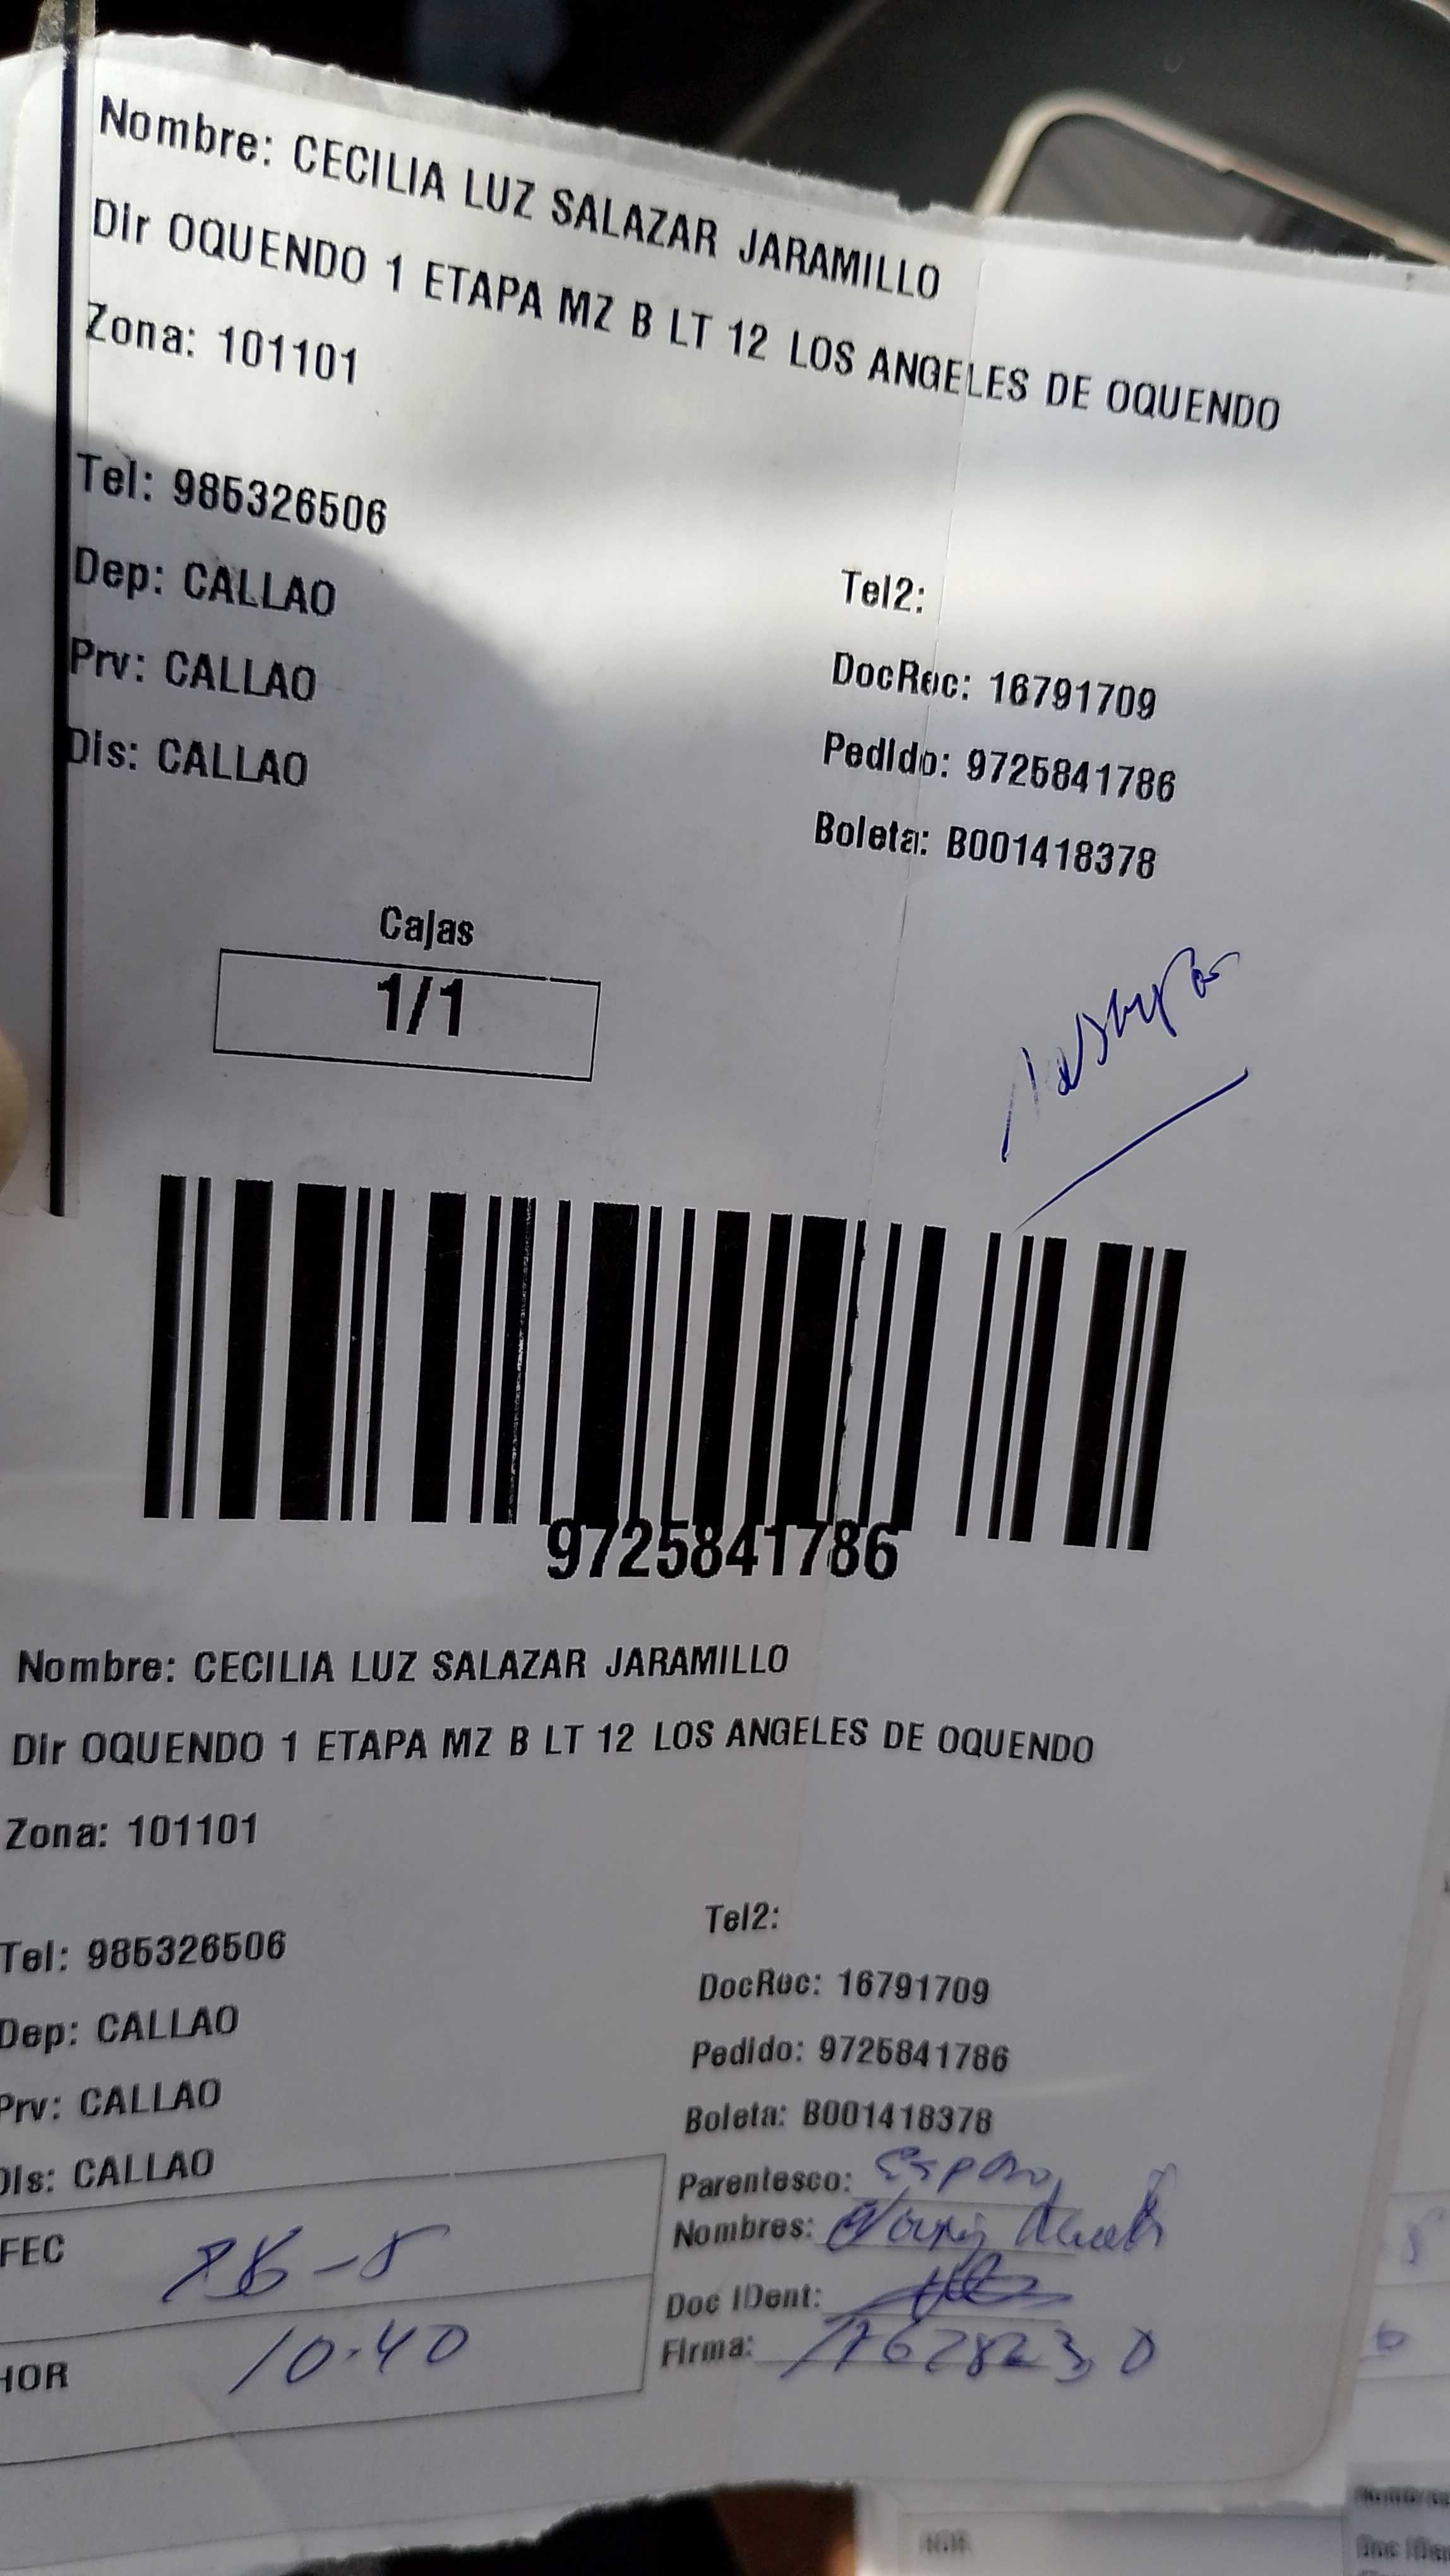 Nombre: CECILIA LUZ SALAZAR JARAMILLO
Dir OQUENDO 1 ETAPA MZ B LT 12 LOS ANGELES DE OQUENDO
Zona: 101101
Tel: 985326506
Tel2:
Dep: CALLAO
DocRec: 16791709
Prv: CALLAO
Pedido: 9725841786
Dis: CALLAO
Boleta: B001418378
Cajas
1/1
9725841786
Nombre: CECILIA LUZ SALAZAR JARAMILLO
Dir OQUENDO 1 ETAPA MZ B LT 12 LOS ANGELES DE OQUENDO
Zona: 101101
Tel2:
Tel: 985326506
DocRec: 16791709
Dep: CALLAO
Pedido: 9725841786
Prv: CALLAO
Boleta: B001418378
Dis: CALLAO
Parentesco: Esposo
Nombres:
FEC
Doc IDent:
HOR 10.40
Firma: